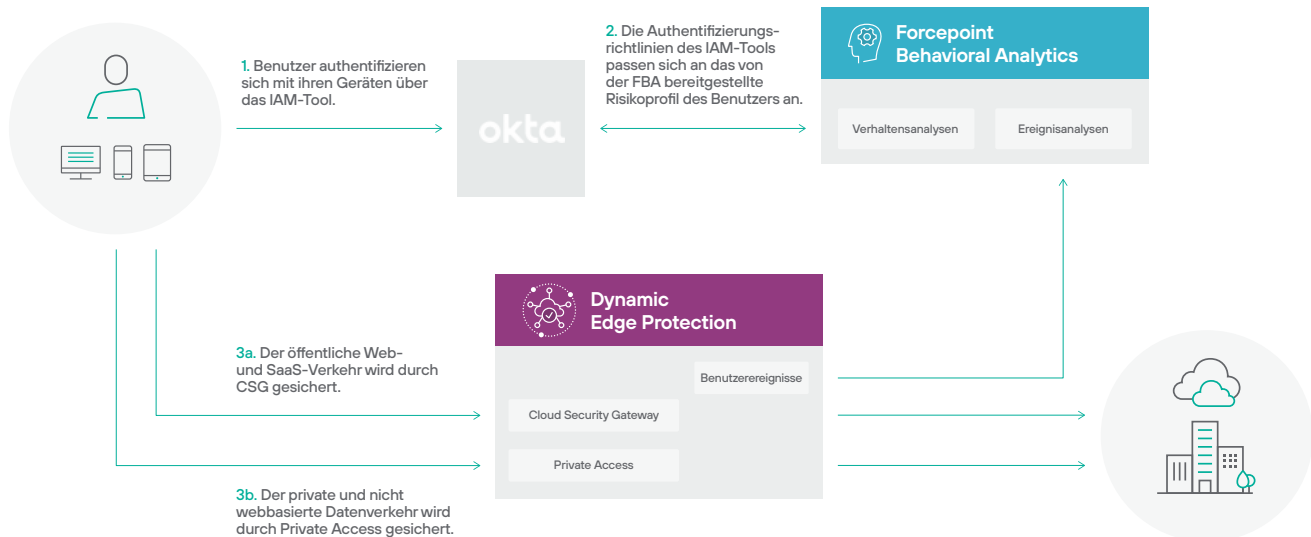 1. Benutzer authentifizieren
sich mit ihren Geräten über
das IAM-Tool.
okta
2. Die Authentifizierungs-
richtlinien des IAM-Tools
passen sich an das von
der FBA bereitgestellte
Risikoprofil des Benutzers an.
Forcepoint
Behavioral Analytics
Verhaltensanalysen
Ereignisanalysen
Dynamic
Edge Protection
3a. Der öffentliche Web-
und SaaS-Verkehr wird durch
CSG gesichert.
Benutzerereignisse
Cloud Security Gateway
Private Access
3b. Der private und nicht
webbasierte Datenverkehr wird
durch Private Access gesichert.